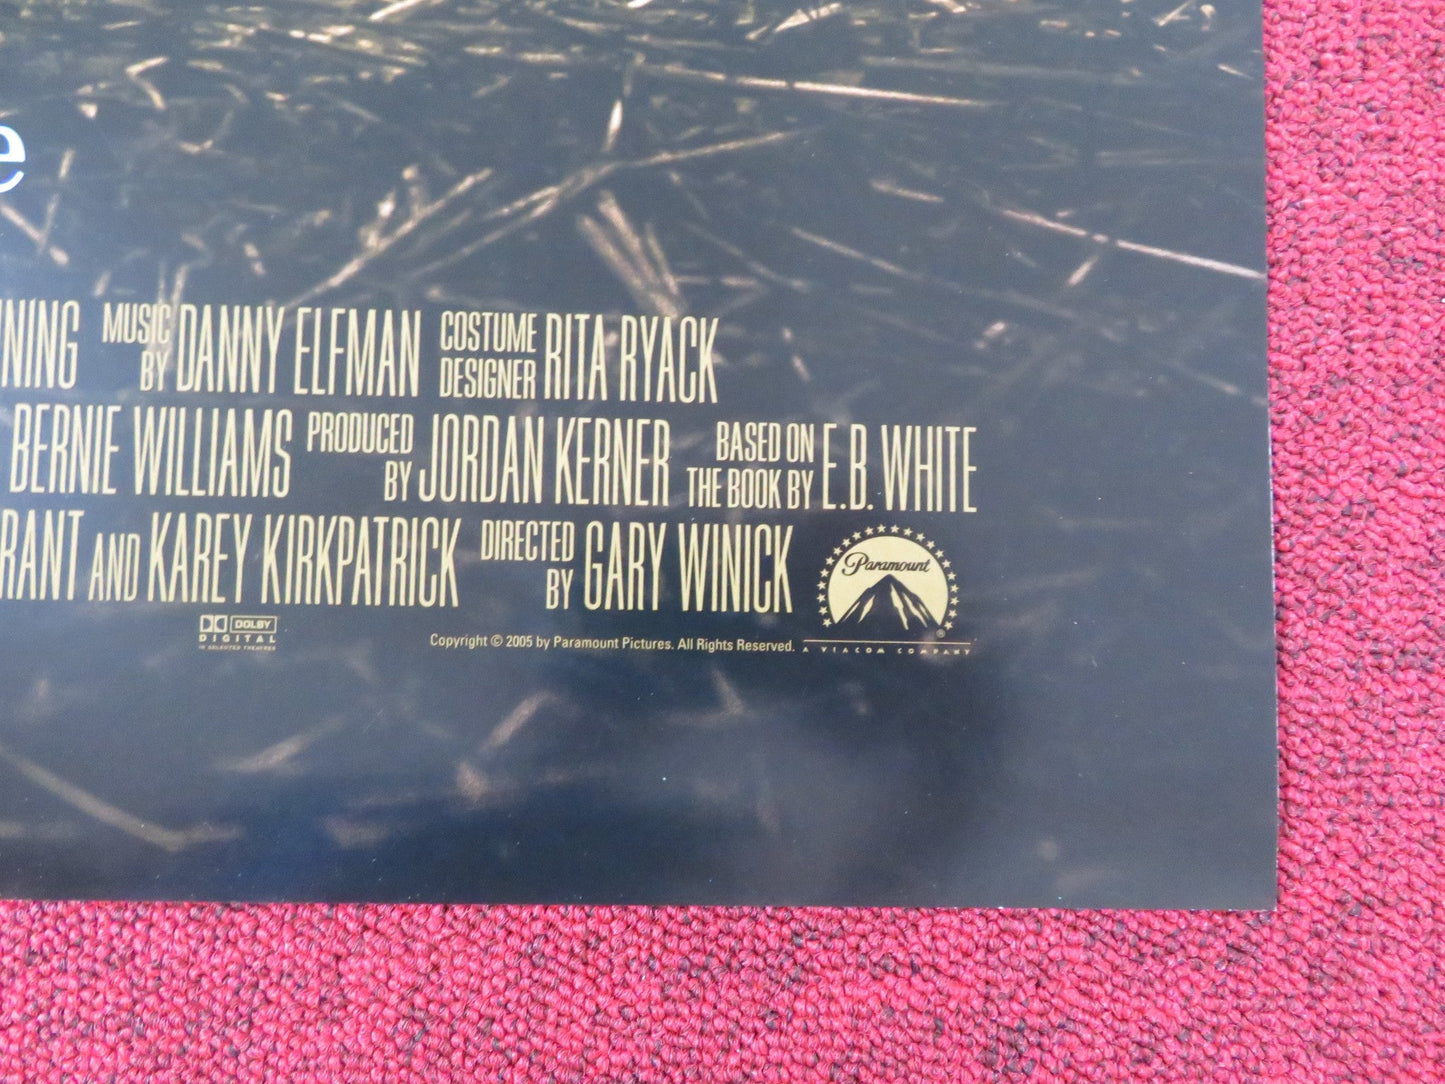 e
NING MUSIC BY DANNY ELFMAN COSTUME DESIGNER RITA RYACK
BERNIE WILLIAMS PRODUCED BY JORDAN KERNER BASED ON THE BOOK BY E.B. WHITE
RANT AND KAREY KIRKPATRICK DIRECTED BY GARY WINICK Paramount ®
DOLBY
DIGITAL
IN SELECTED THEATRES
Copyright © 2005 by Paramount Pictures. All Rights Reserved. A VIACOM COMPANY